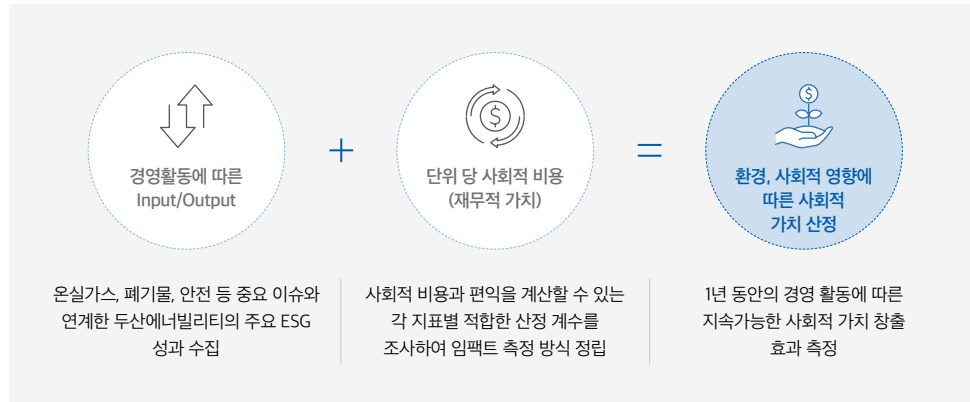 경영활동에 따른
Input/Output
+
단위 당 사회적 비용
(재무적 가치)
=
환경, 사회적 영향에
따른 사회적
가치 산정
온실가스, 폐기물, 안전 등 중요 이슈와
연계한 두산에너빌리티의 주요 ESG
성과 수집
사회적 비용과 편익을 계산할 수 있는
각 지표별 적합한 산정 계수를
조사하여 임팩트 측정 방식 정립
1년 동안의 경영 활동에 따른
지속가능한 사회적 가치 창출
효과 측정